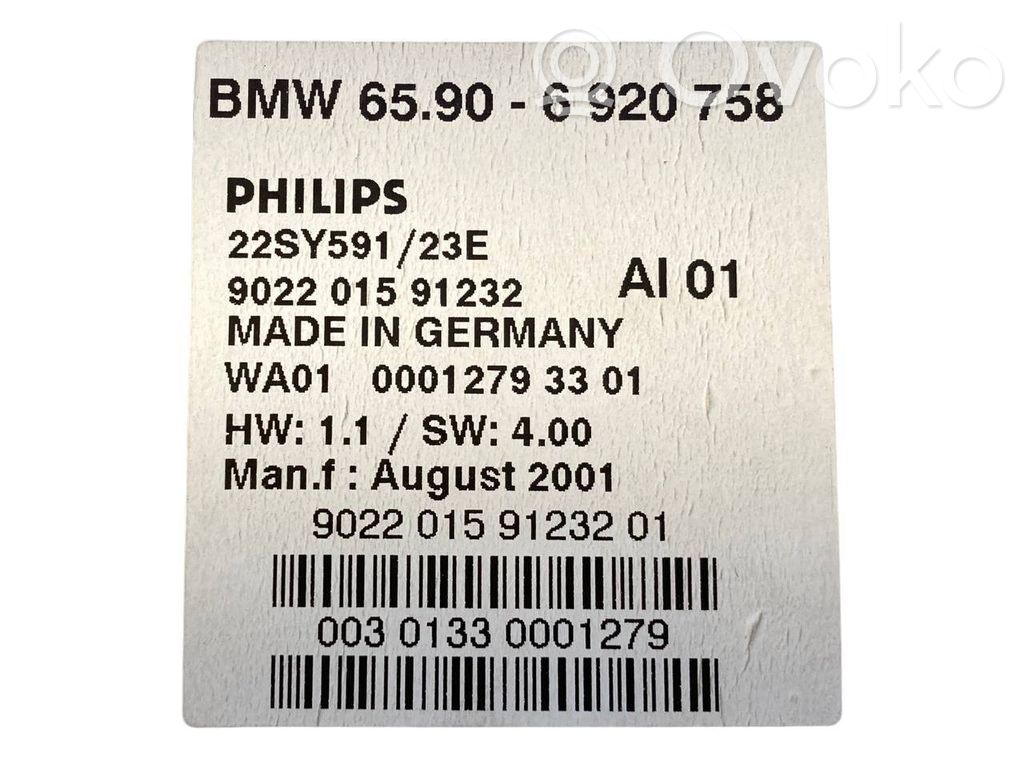 Ovoko
BMW 65.90 - 6 920 758
PHILIPS
22SY591/23E
9022 015 91232
AI 01
MADE IN GERMANY
WA01 0001279 33 01
HW: 1.1 / SW: 4.00
Man.f : August 2001
9022 015 91232 01
003 0133 0001279